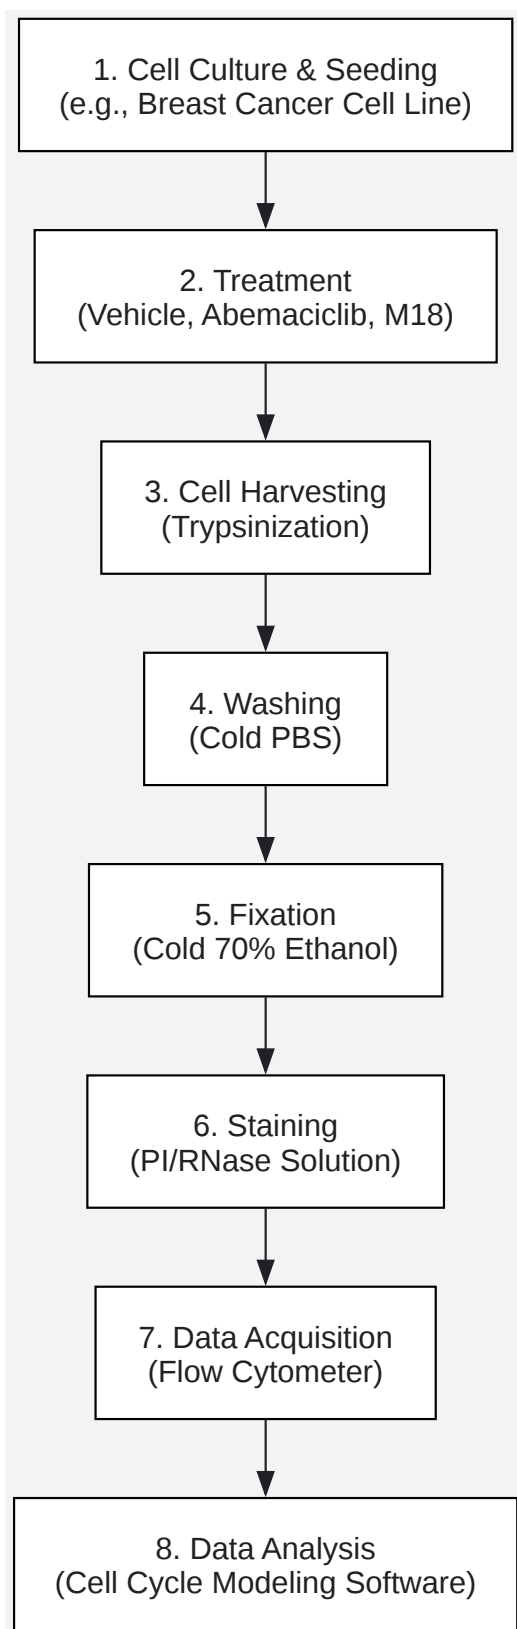 1. Cell Culture & Seeding
(e.g., Breast Cancer Cell Line)
2. Treatment
(Vehicle, Abemaciclib, M18)
3. Cell Harvesting
(Trypsinization)
4. Washing
(Cold PBS)
5. Fixation
(Cold 70% Ethanol)
6. Staining
(PI/RNase Solution)
7. Data Acquisition
(Flow Cytometer)
8. Data Analysis
(Cell Cycle Modeling Software)